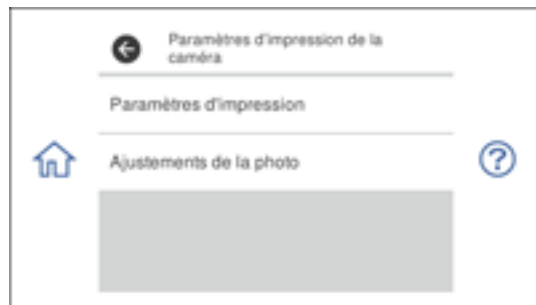 Paramètres d'impression de la
caméra
Paramètres d'impression
Ajustements de la photo
?